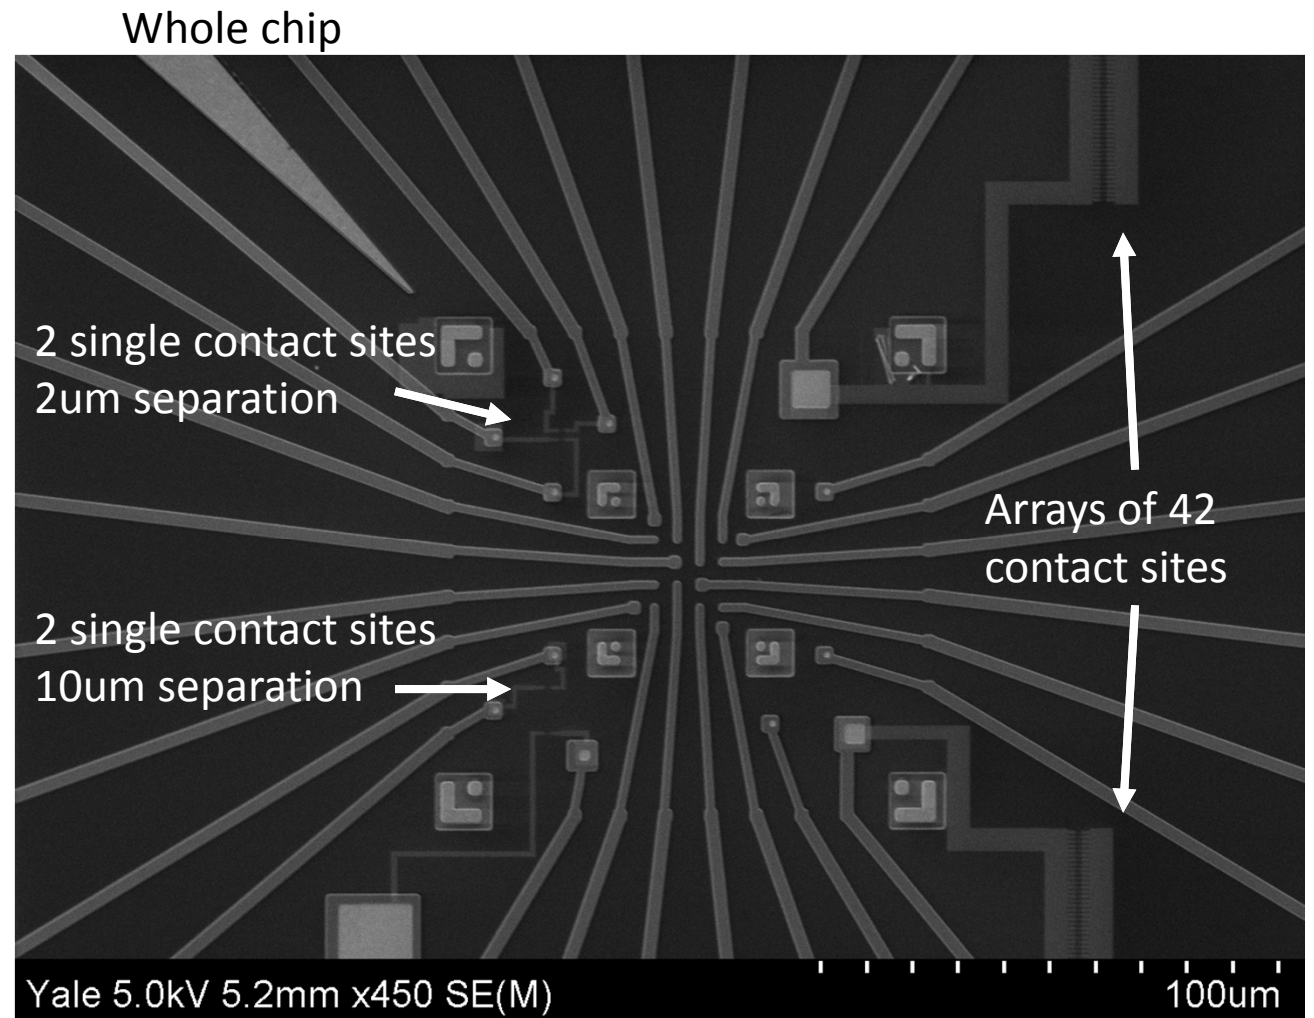 Whole chip
2 single contact sites
2um separation
Arrays of 42
contact sites
2 single contact sites
10um separation
Yale 5.0kV 5.2mm x450 SE(M)
100um